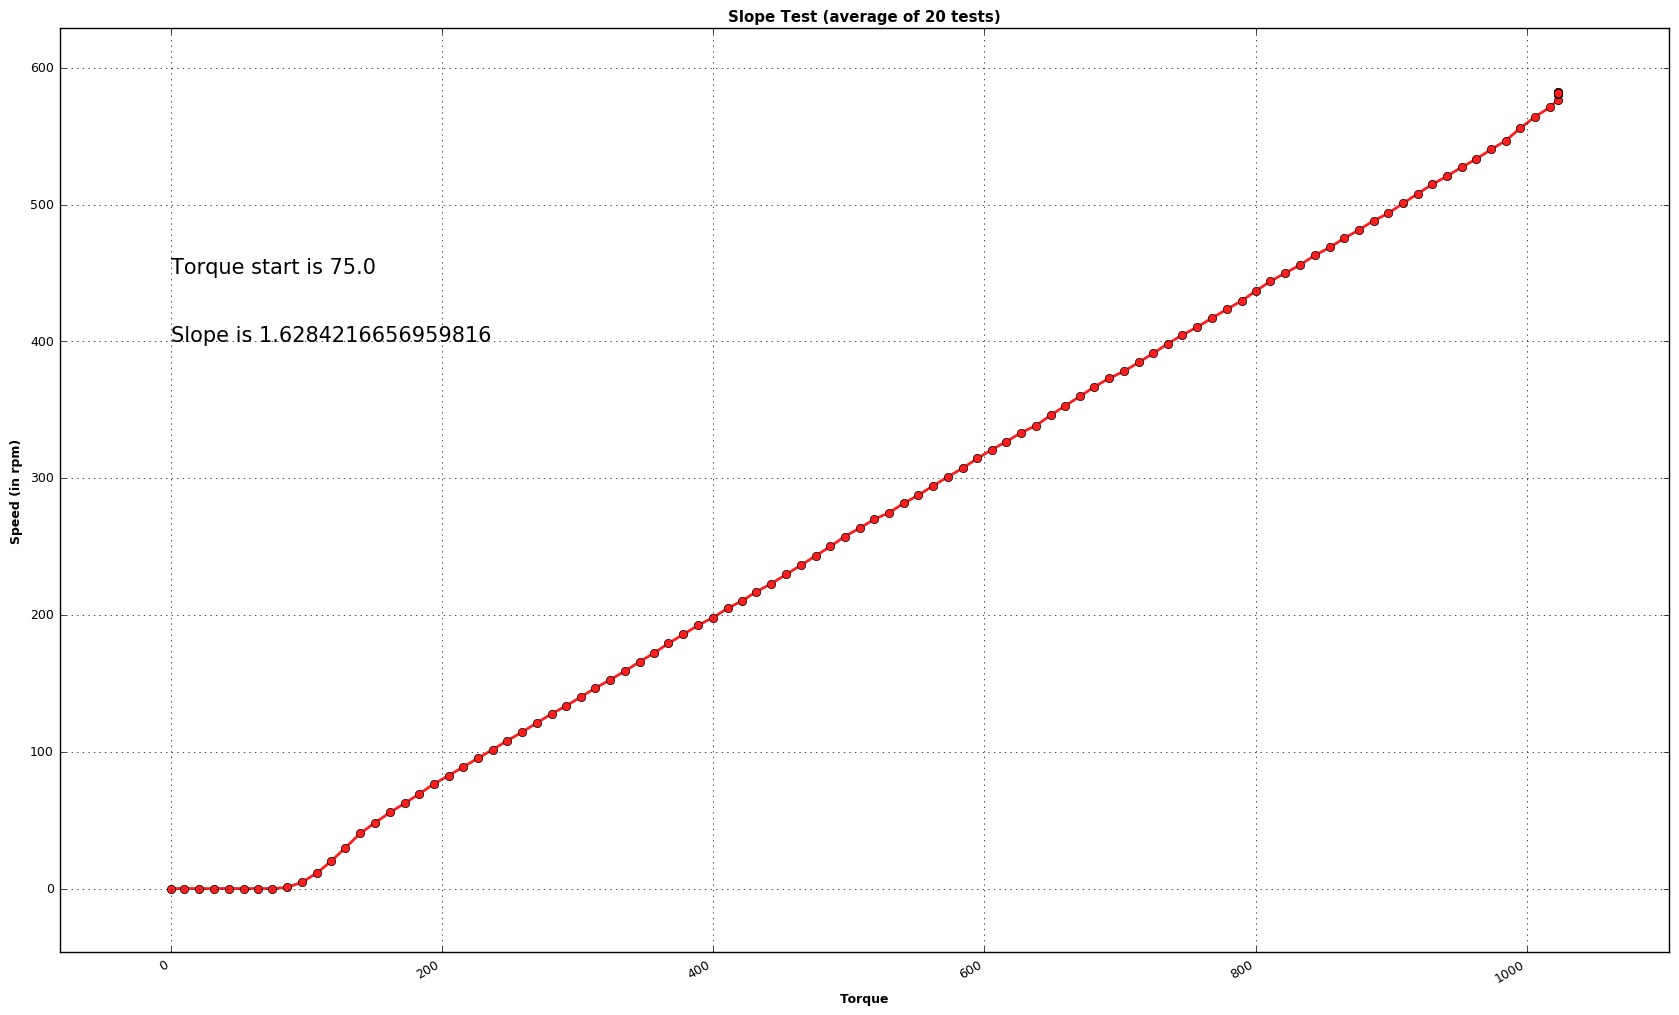 Slope Test (average of 20 tests)
600
500
400
300
200
100
0
Speed (in rpm)
Torque start is 75.0
Slope is 1.6284216656959816
0
200
400
600
800
1000
Torque